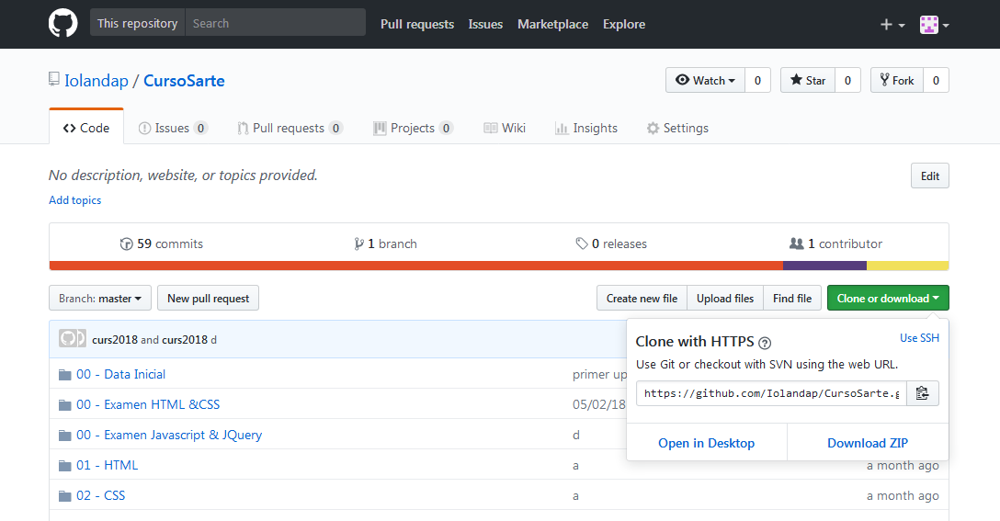 This repository Search Pull requests Issues Marketplace Explore
Iolandap / CursoSarte Watch 0 Star 0 Fork 0
Code Issues 0 Pull requests 0 Projects 0 Wiki Insights Settings
No description, website, or topics provided. Edit
Add topics
59 commits 1 branch 0 releases 1 contributor
Branch: master New pull request Create new file Upload files Find file Clone or download
curs2018 and curs2018 d
Clone with HTTPS Use SSH
Use Git or checkout with SVN using the web URL.
https://github.com/Iolandap/CursoSarte.g
Open in Desktop Download ZIP
00 - Data Inicial primer up
00 - Examen HTML &CSS 05/02/18
00 - Examen Javascript & JQuery d
01 - HTML a a month ago
02 - CSS a a month ago